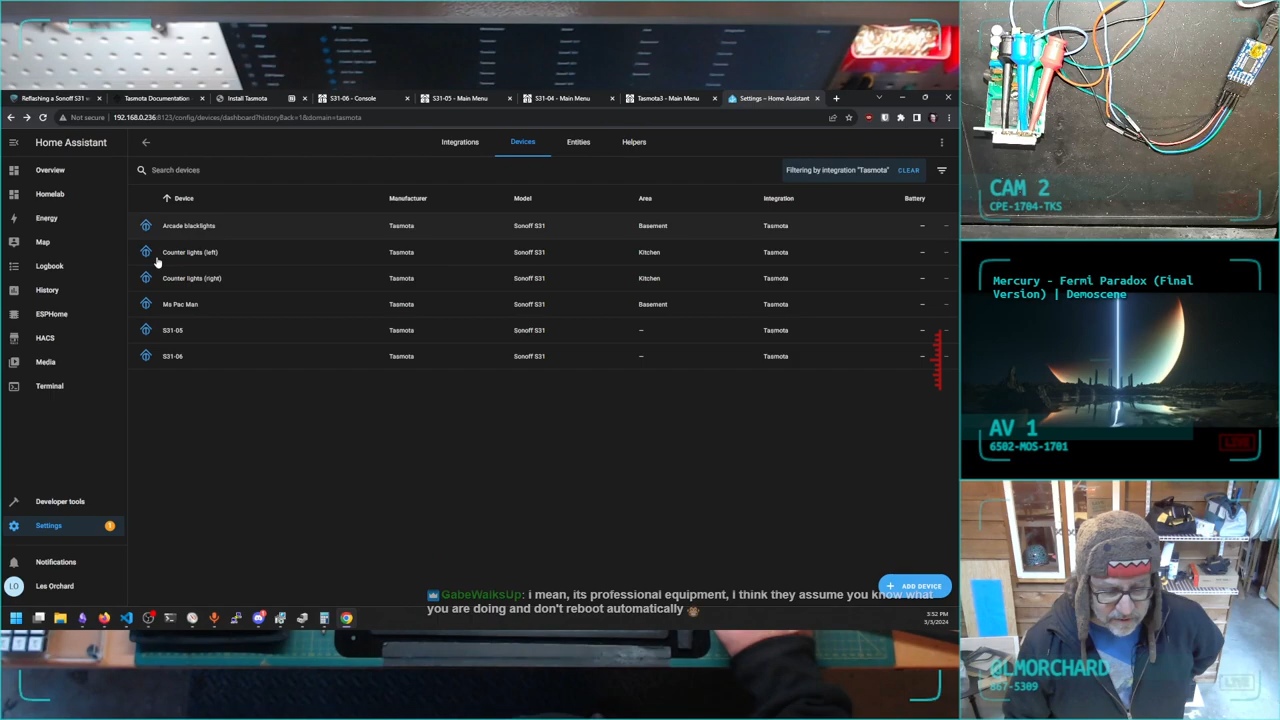 Reflashing a Sonoff S31 w
Tasmota Documentation
Install Tasmota
S31-06 - Console
S31-05 - Main Menu
S31-04 - Main Menu
Tasmota3 - Main Menu
Settings – Home Assistant
Not secure
192.168.0.236:8123/config/devices/dashboard?historyBack=1&domain=tasmota
Home Assistant
Overview
Homelab
Energy
Map
Logbook
History
ESPHome
HACS
Media
Terminal
Developer tools
Settings 1
Notifications
LO Les Orchard
Integrations Devices Entities Helpers
Search devices
Filtering by integration "Tasmota" CLEAR
Device Manufacturer Model Area Integration Battery
Arcade blacklights Tasmota Sonoff S31 Basement Tasmota – –
Counter lights (left) Tasmota Sonoff S31 Kitchen Tasmota – –
Counter lights (right) Tasmota Sonoff S31 Kitchen Tasmota – –
Ms Pac Man Tasmota Sonoff S31 Basement Tasmota – –
S31-05 Tasmota Sonoff S31 – Tasmota – –
S31-06 Tasmota Sonoff S31 – Tasmota – –
ADD DEVICE
GabeWalksUp: i mean, its professional equipment, I think they assume you know what
you are doing and don't reboot automatically
3:52 PM
3/3/2024
CAM 2
CPE-1704-TKS
Mercury - Fermi Paradox (Final
Version) | Demoscene
AV 1
6502-MOS-1701
LIVE
@LMORCHARD
867-5309
LIVE